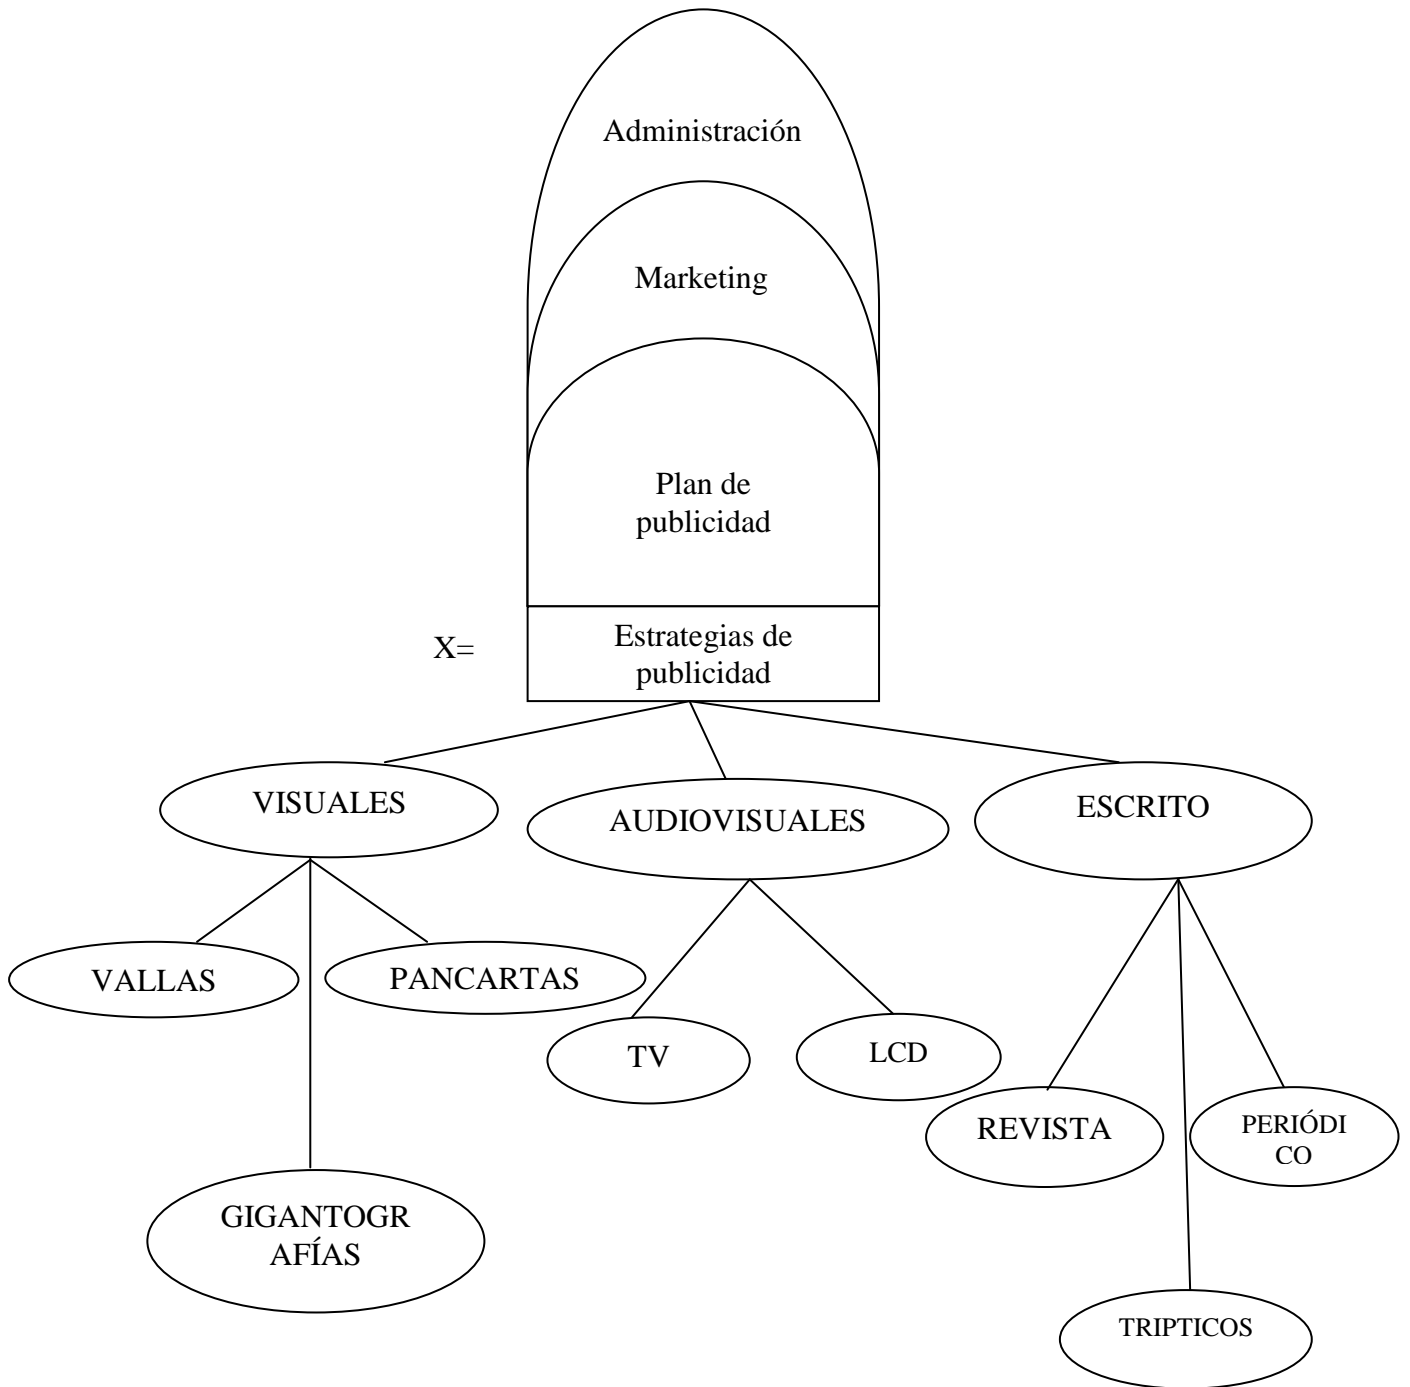 Administración
Marketing
Plan de
publicidad
X=
Estrategias de
publicidad
VISUALES
AUDIOVISUALES
ESCRITO
VALLAS
PANCARTAS
TV
LCD
REVISTA
PERIÓDI
CO
GIGANTOGR
AFÍAS
TRIPTICOS